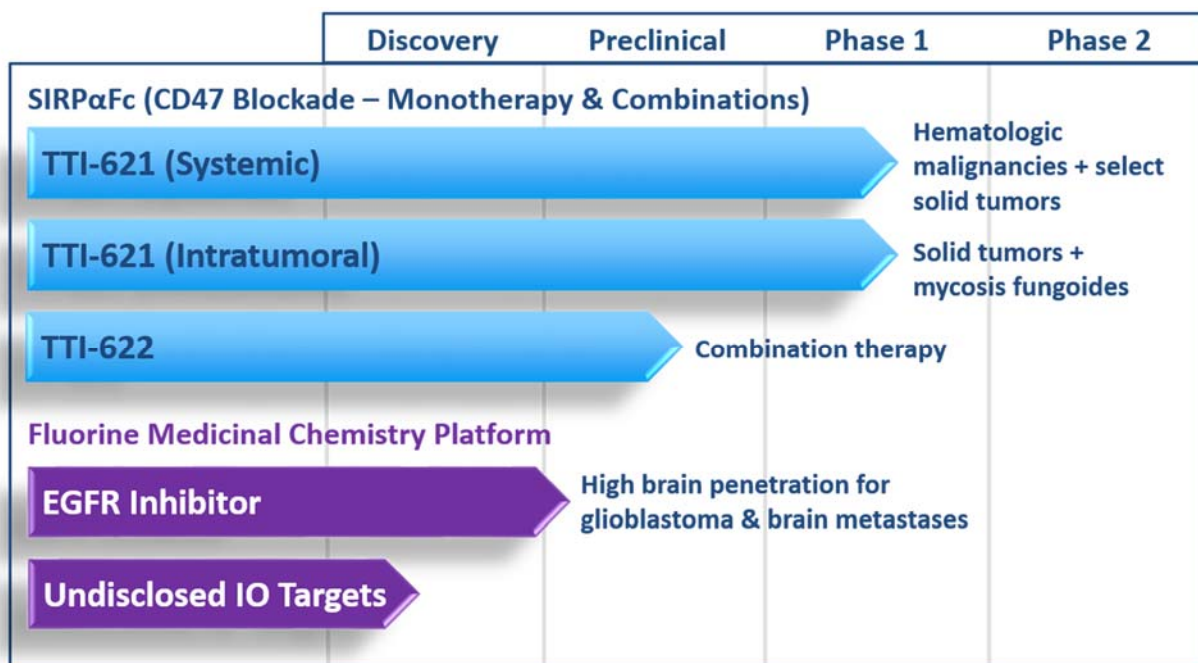 Discovery Preclinical Phase 1 Phase 2
SIRPαFc (CD47 Blockade – Monotherapy & Combinations)
TTI-621 (Systemic)
Hematologic
malignancies + select
solid tumors
TTI-621 (Intratumoral)
Solid tumors +
mycosis fungoides
TTI-622
Combination therapy
Fluorine Medicinal Chemistry Platform
EGFR Inhibitor
High brain penetration for
glioblastoma & brain metastases
Undisclosed IO Targets